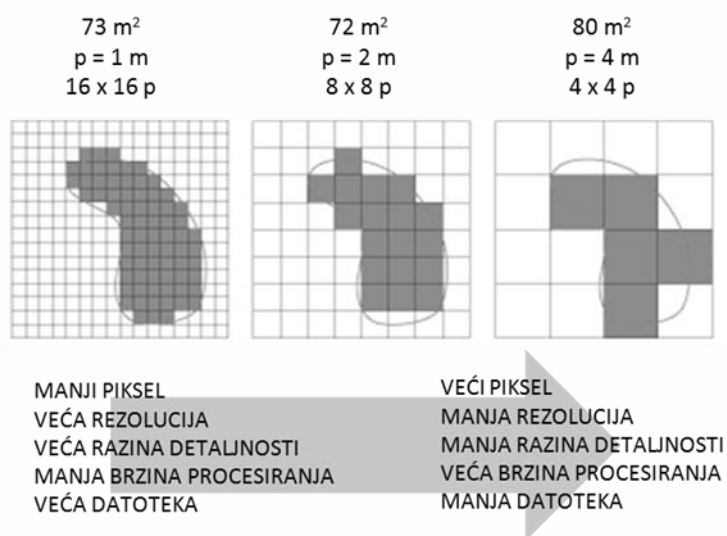 73 m²
p = 1 m
16 x 16 p
72 m²
p = 2 m
8 x 8 p
80 m²
p = 4 m
4 x 4 p
MANJI PIKSEL
VEĆA REZOLUCIJA
VEĆA RAZINA DETALJNOSTI
MANJA BRZINA PROCESIRANJA
VEĆA DATOTEKA
VEĆI PIKSEL
MANJA REZOLUCIJA
MANJA RAZINA DETALJNOSTI
VEĆA BRZINA PROCESIRANJA
MANJA DATOTEKA